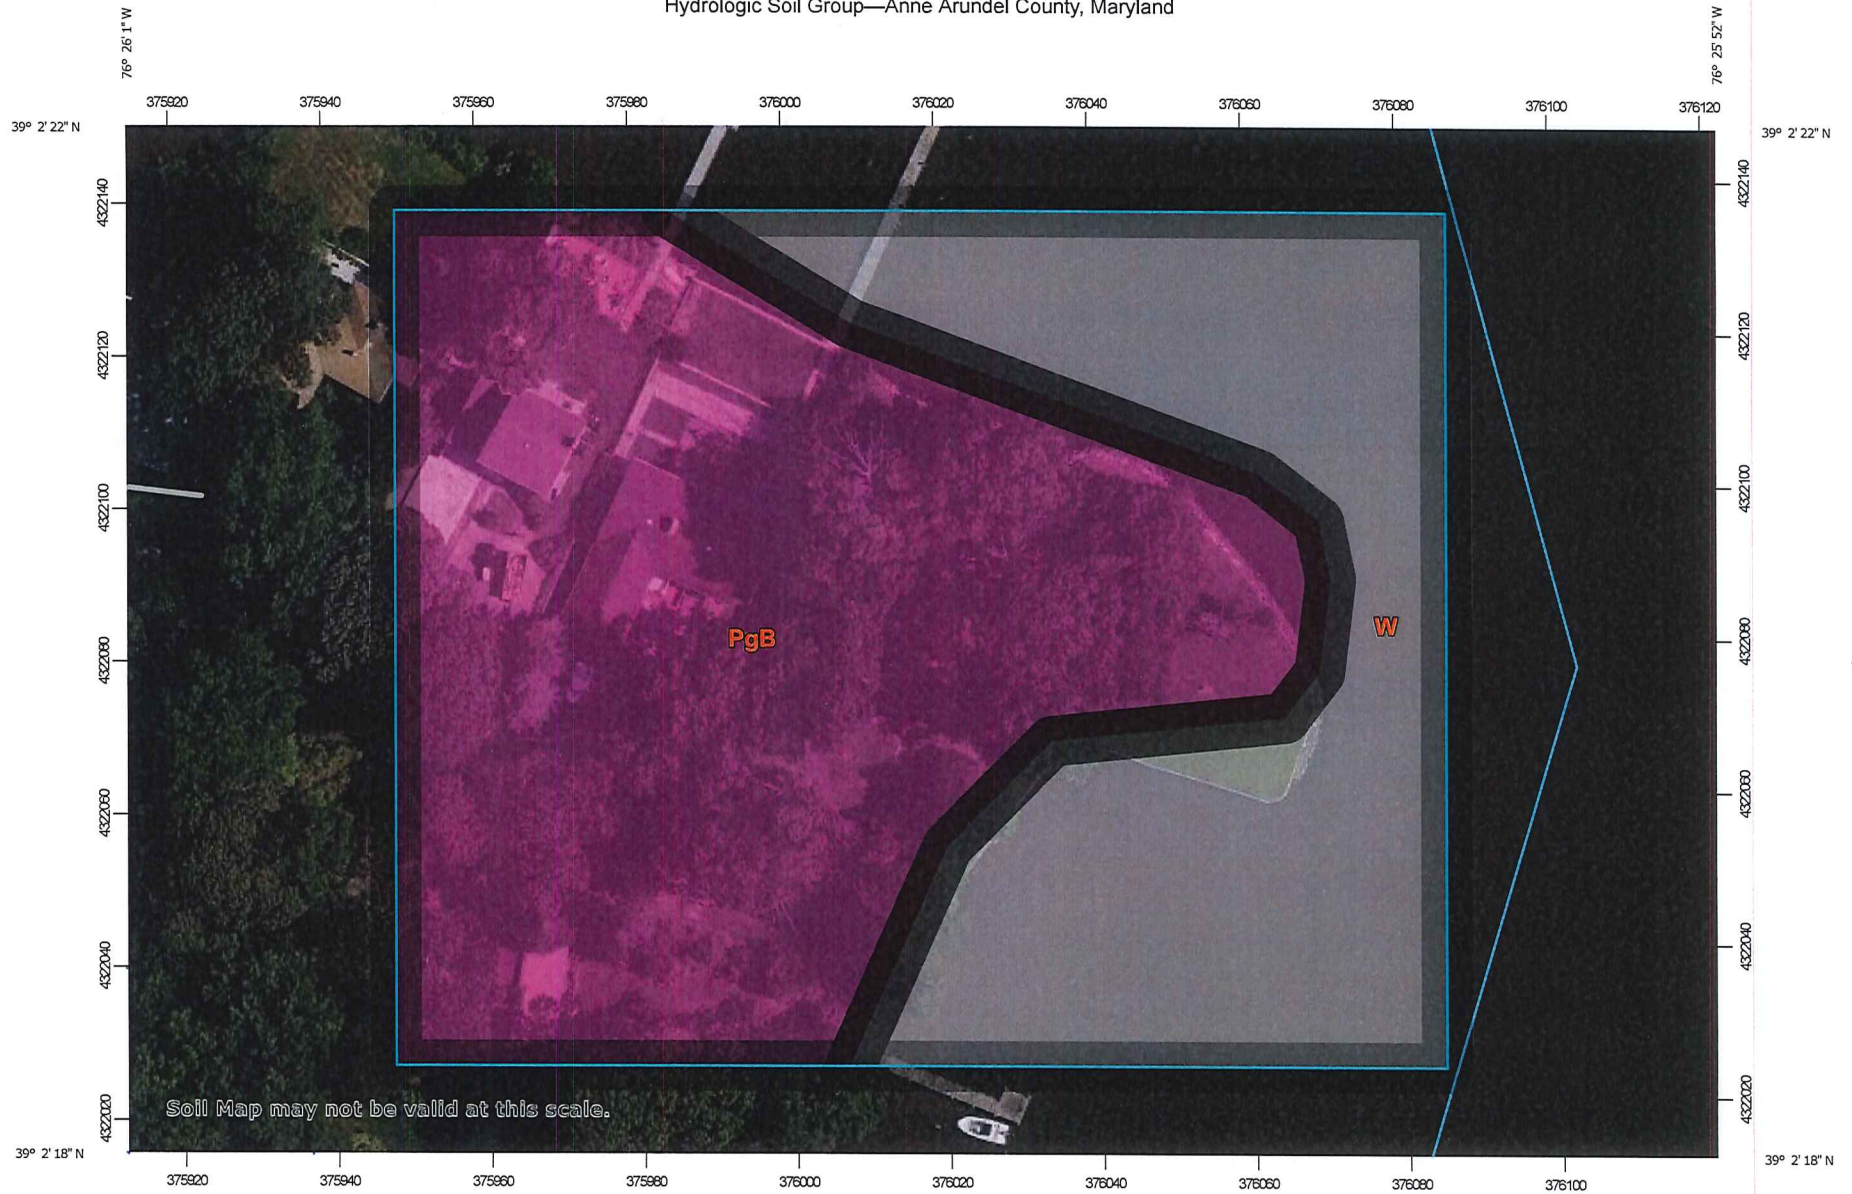 Hydrologic Soil Group—Anne Arundel County, Maryland
76° 26' 1" W
76° 25' 52" W
375920 375940 375960 375980 376000 376020 376040 376060 376080 376100 376120
39° 2' 22" N
39° 2' 22" N
4322140
4322140
4322120
4322120
4322100
4322100
PgB
W
4322080
4322080
4322060
4322060
4322040
4322040
Soil Map may not be valid at this scale.
4322020
4322020
39° 2' 18" N
39° 2' 18" N
375920 375940 375960 375980 376000 376020 376040 376060 376080 376100